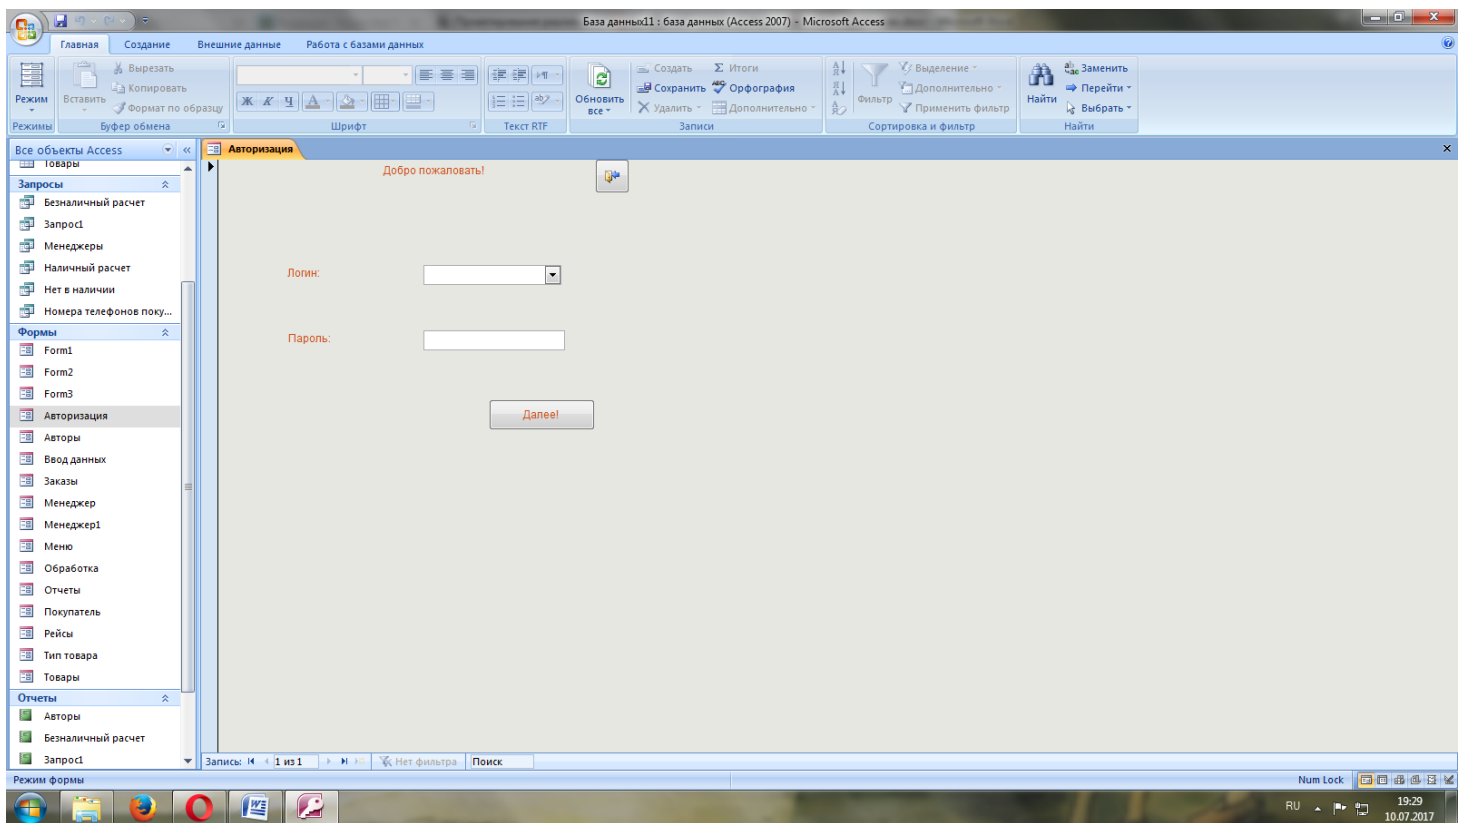 База данных11 : база данных (Access 2007) - Microsoft Access
Главная Создание Внешние данные Работа с базами данных
Режим
Режимы
Вставить
Вырезать
Копировать
Формат по образцу
Буфер обмена
Ж К Ч А
Шрифт
Текст RTF
Обновить все
Создать
Сохранить
Удалить
Итоги
Орфография
Дополнительно
Записи
Фильтр
Выделение
Дополнительно
Применить фильтр
Сортировка и фильтр
Найти
Заменить
Перейти
Выбрать
Найти
Все объекты Access
Товары
Запросы
Безналичный расчет
Запрос1
Менеджеры
Наличный расчет
Нет в наличии
Номера телефонов поку...
Формы
Form1
Form2
Form3
Авторизация
Авторы
Ввод данных
Заказы
Менеджер
Менеджер1
Меню
Обработка
Отчеты
Покупатель
Рейсы
Тип товара
Товары
Отчеты
Авторы
Безналичный расчет
Запрос1
Авторизация
Добро пожаловать!
Логин:
Пароль:
Далее!
Запись: 1 из 1 Нет фильтра Поиск
Режим формы
Num Lock
RU
19:29
10.07.2017